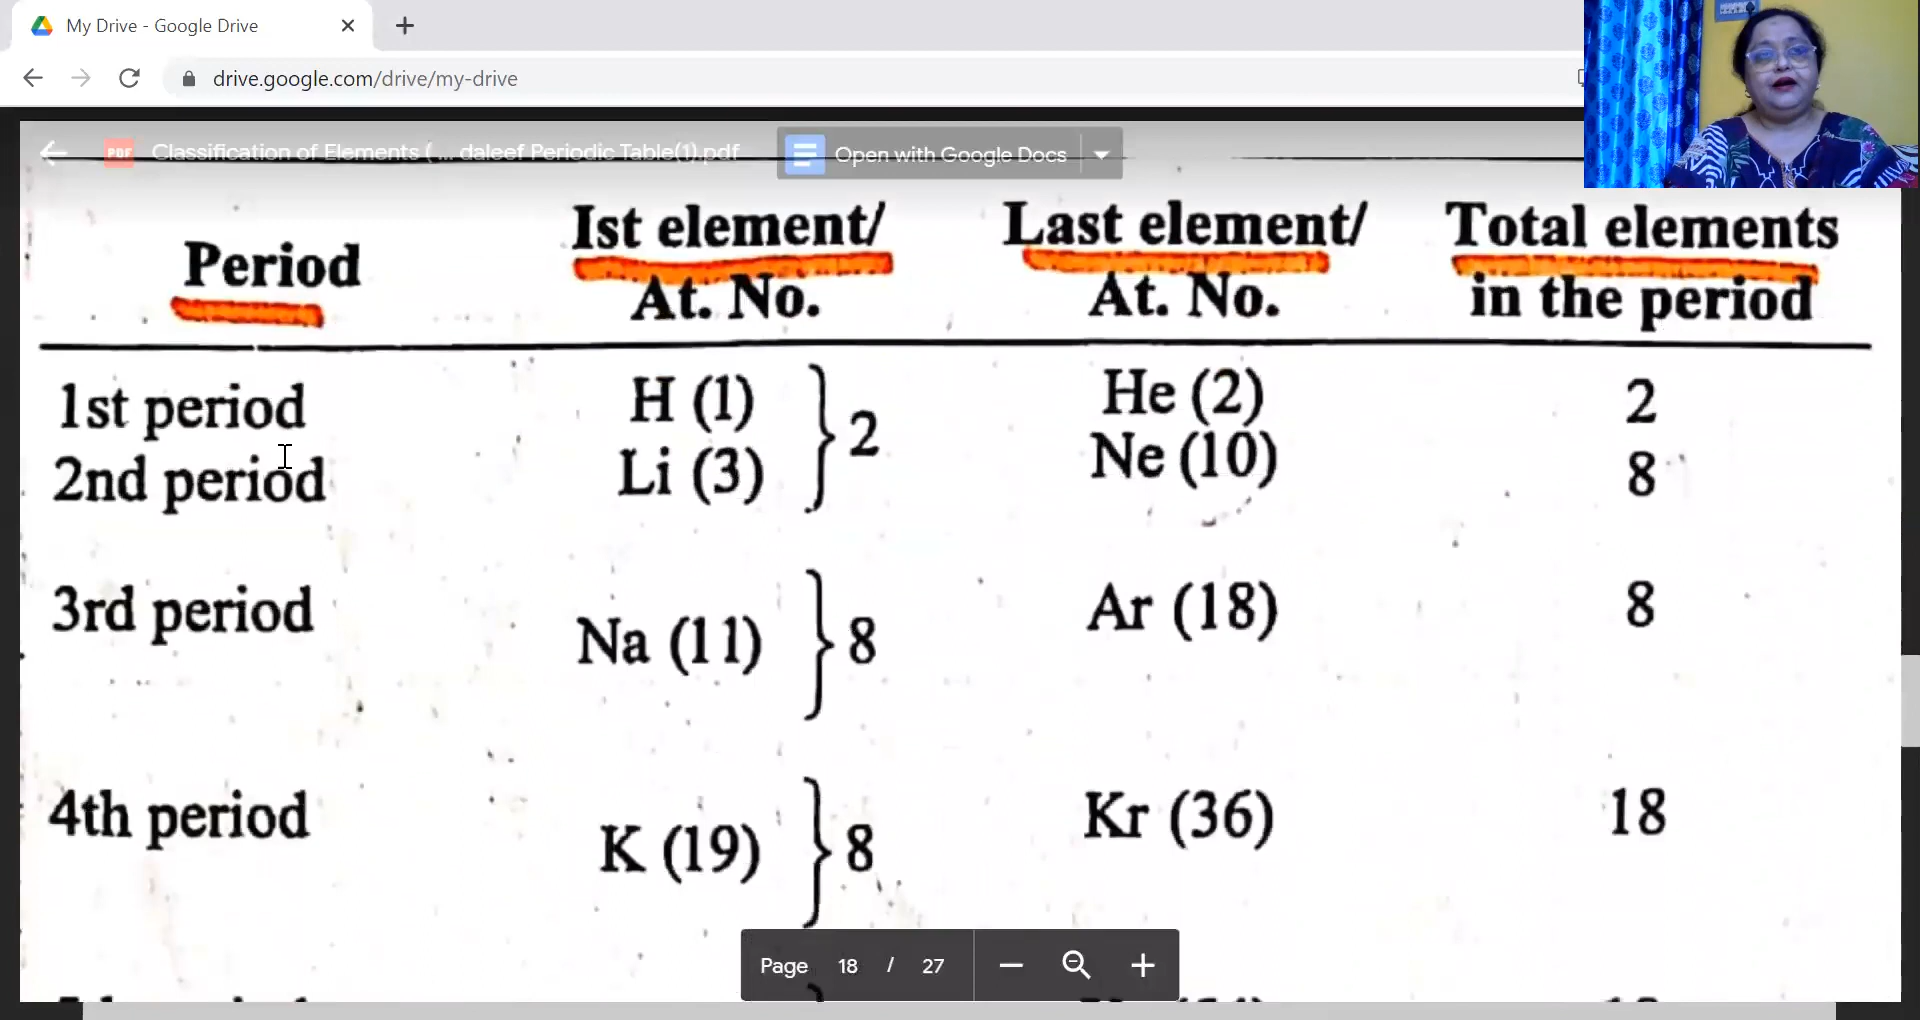 My Drive - Google Drive
drive.google.com/drive/my-drive
PDF Classification of Elements ( ... daleef Periodic Table(1).pdf
Open with Google Docs
Period
Ist element/
At. No.
Last element/
At. No.
Total elements
in the period
1st period H (1) } 2 He (2) 2
2nd period Li (3) Ne (10) 8
3rd period Na (11) } 8 Ar (18) 8
4th period K (19) } 8 Kr (36) 18
Page 18 / 27